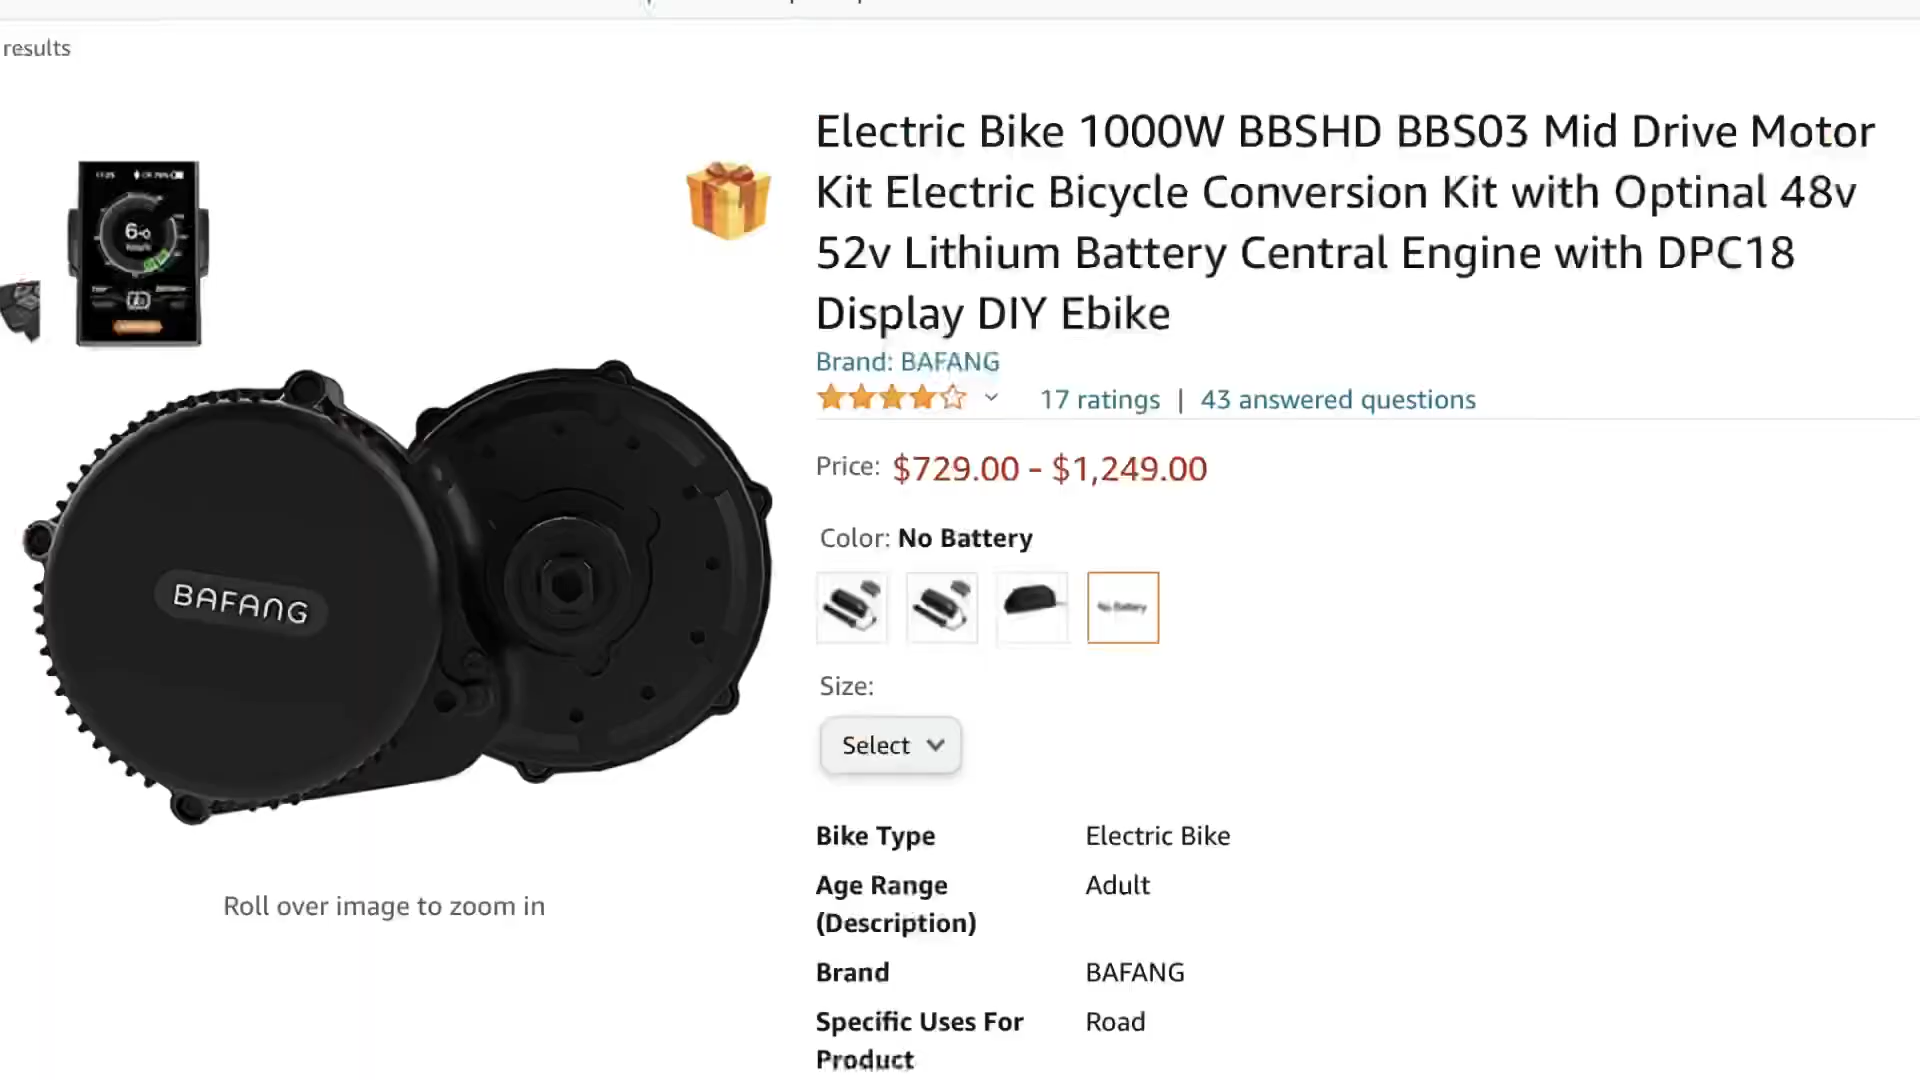 results
Electric Bike 1000W BBSHD BBS03 Mid Drive Motor
Kit Electric Bicycle Conversion Kit with Optinal 48v
52v Lithium Battery Central Engine with DPC18
Display DIY Ebike
Brand: BAFANG
17 ratings | 43 answered questions
Price: $729.00 - $1,249.00
Color: No Battery
No Battery
Size:
Select
BAFANG
Roll over image to zoom in
Bike Type Electric Bike
Age Range Adult
(Description)
Brand BAFANG
Specific Uses For Road
Product